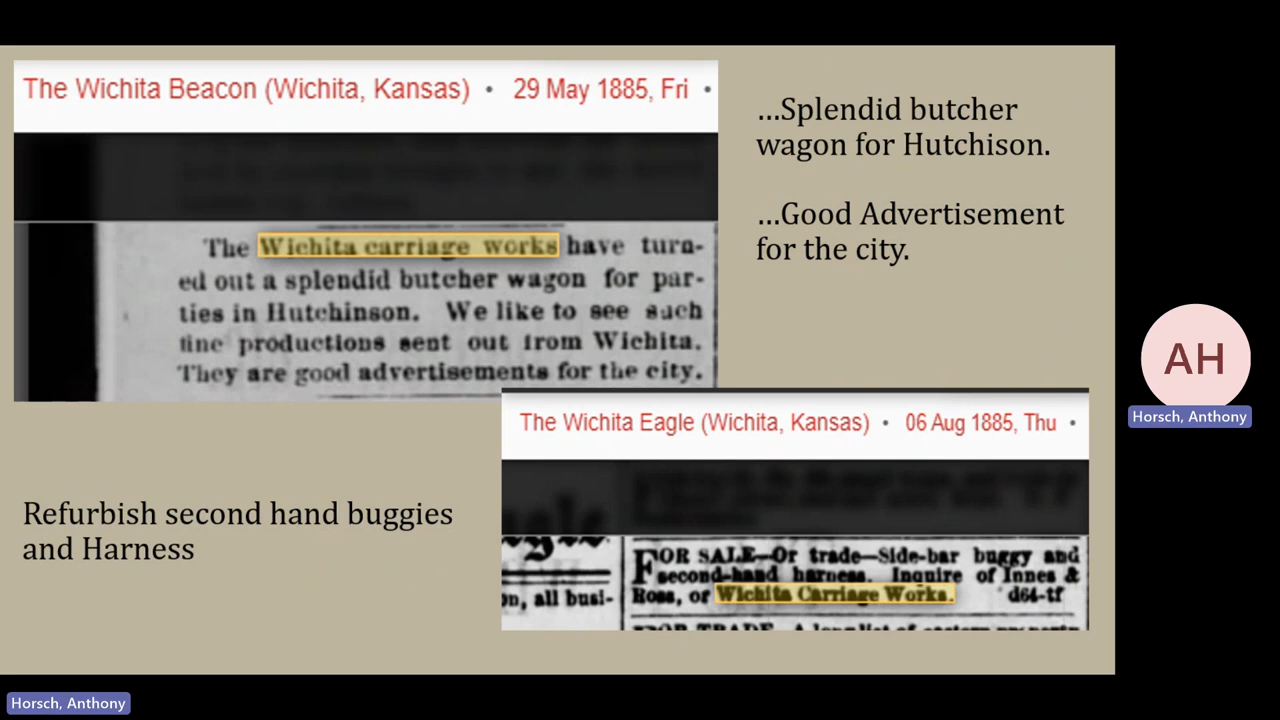 The Wichita Beacon (Wichita, Kansas) • 29 May 1885, Fri •
The Wichita carriage works have turn-
ed out a splendid butcher wagon for par-
ties in Hutchinson. We like to see such
fine productions sent out from Wichita.
They are good advertisements for the city.
...Splendid butcher
wagon for Hutchison.
...Good Advertisement
for the city.
AH
Horsch, Anthony
Refurbish second hand buggies
and Harness
The Wichita Eagle (Wichita, Kansas) • 06 Aug 1885, Thu •
on, all busi-
FOR SALE—Or trade—Side-bar buggy and
second-hand harness. Inquire of Innes &
Ross, or Wichita Carriage Works. d64-tf
FOR TRADE
Horsch, Anthony